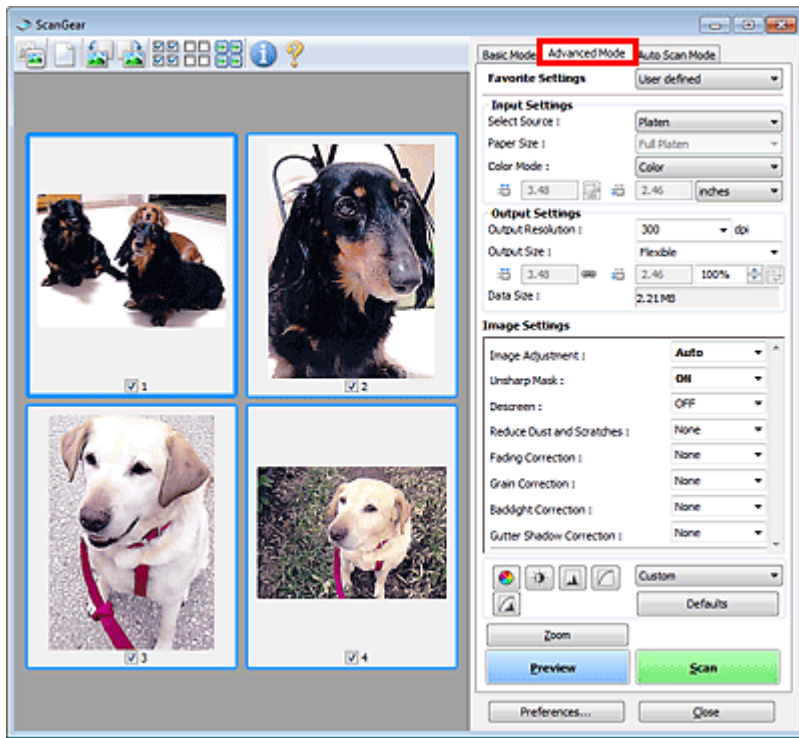 ScanGear
Basic Mode Advanced Mode Auto Scan Mode
Favorite Settings User defined
Input Settings
Select Source : Platen
Paper Size : Full Platen
Color Mode : Color
3.48 2.46 inches
Output Settings
Output Resolution : 300 dpi
Output Size : Flexible
3.48 2.46 100%
Data Size : 2.21MB
Image Settings
Image Adjustment : Auto
Unsharp Mask : ON
Descreen : OFF
Reduce Dust and Scratches : None
Fading Correction : None
Grain Correction : None
Backlight Correction : None
Gutter Shadow Correction : None
Custom
Defaults
Zoom
Preview Scan
Preferences... Close
1
2
3
4